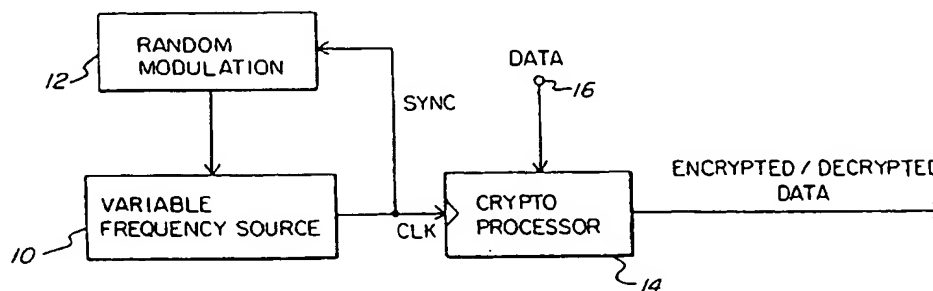 RANDOM
MODULATION
12
DATA
16
SYNC
VARIABLE
FREQUENCY SOURCE
10
CLK
CRYPTO
PROCESSOR
14
ENCRYPTED / DECRYPTED
DATA